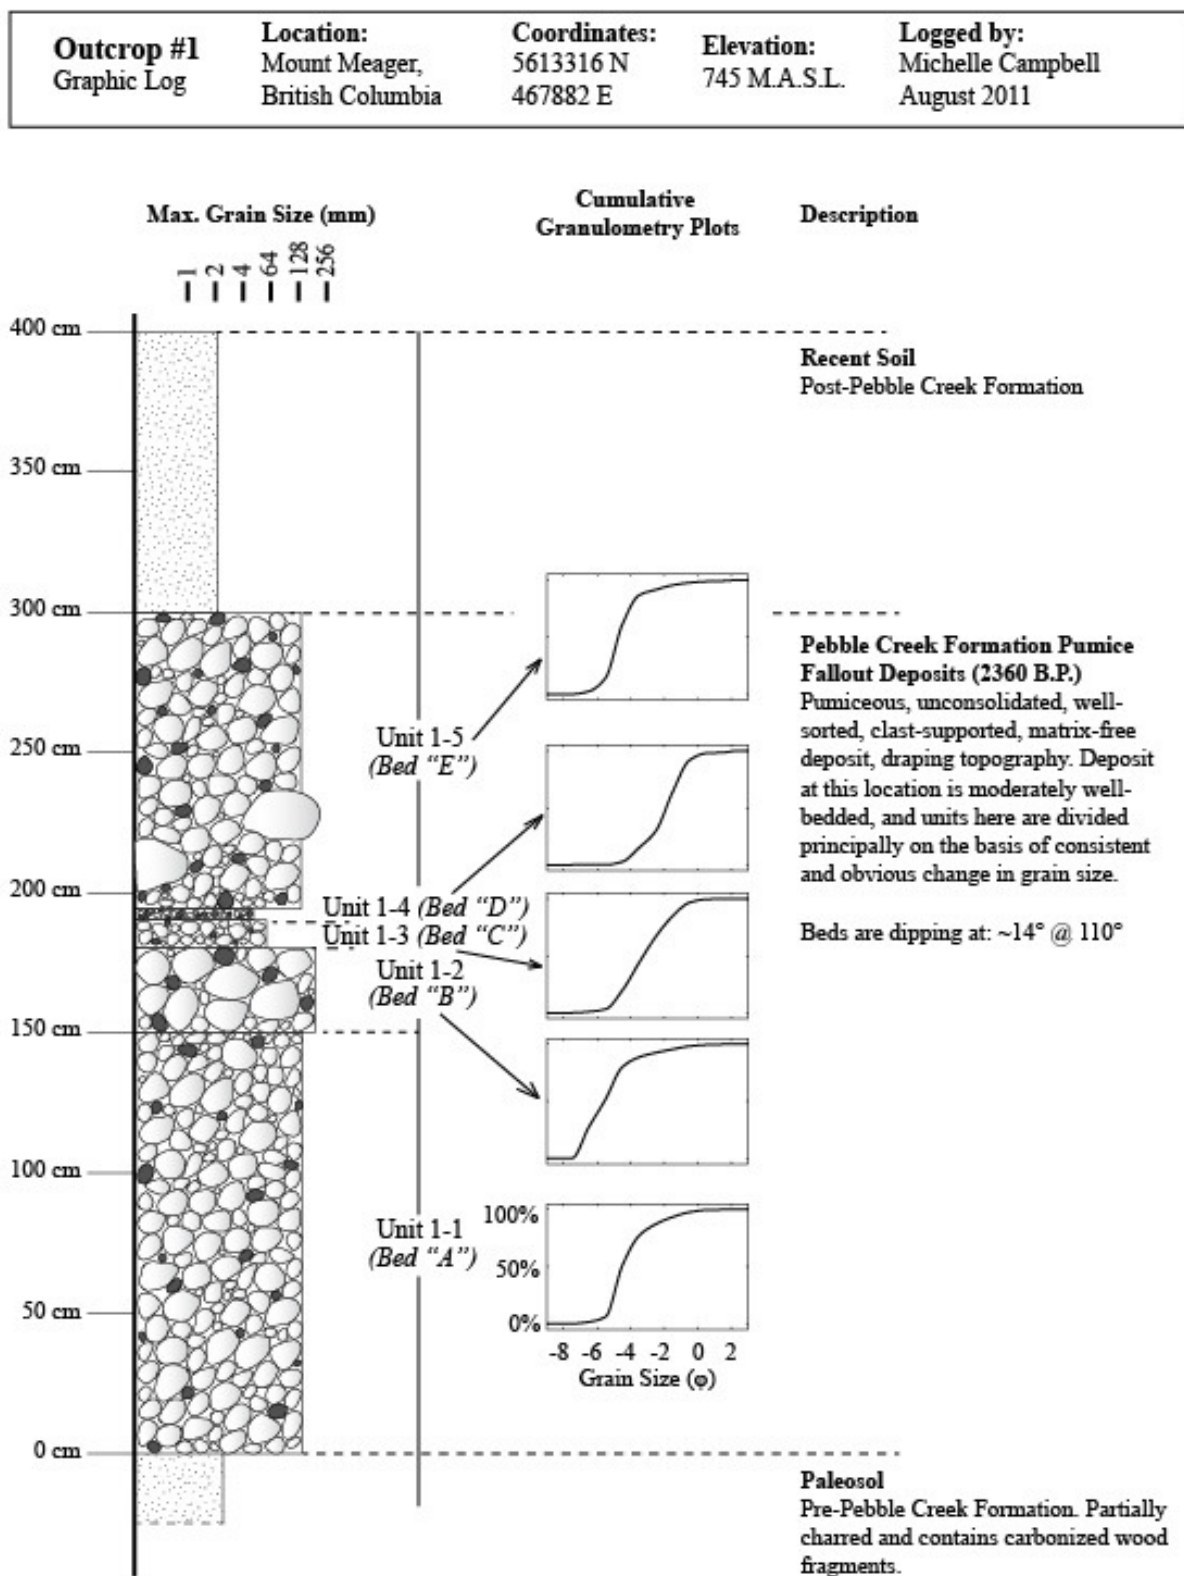 Outcrop #1
Graphic Log
Location:
Mount Meager,
British Columbia
Coordinates:
5613316 N
467882 E
Elevation:
745 M.A.S.L.
Logged by:
Michelle Campbell
August 2011
Max. Grain Size (mm)
1
2
4
64
128
256
Cumulative
Granulometry Plots
Description
400 cm
350 cm
300 cm
250 cm
200 cm
150 cm
100 cm
50 cm
0 cm
Unit 1-5
(Bed “E”)
Unit 1-4 (Bed “D”)
Unit 1-3 (Bed “C”)
Unit 1-2
(Bed “B”)
Unit 1-1
(Bed “A”)
100%
50%
0%
-8 -6 -4 -2 0 2
Grain Size (φ)
Recent Soil
Post-Pebble Creek Formation
Pebble Creek Formation Pumice
Fallout Deposits (2360 B.P.)
Pumiceous, unconsolidated, well-
sorted, clast-supported, matrix-free
deposit, draping topography. Deposit
at this location is moderately well-
bedded, and units here are divided
principally on the basis of consistent
and obvious change in grain size.
Beds are dipping at: ~14° @ 110°
Paleosol
Pre-Pebble Creek Formation. Partially
charred and contains carbonized wood
fragments.